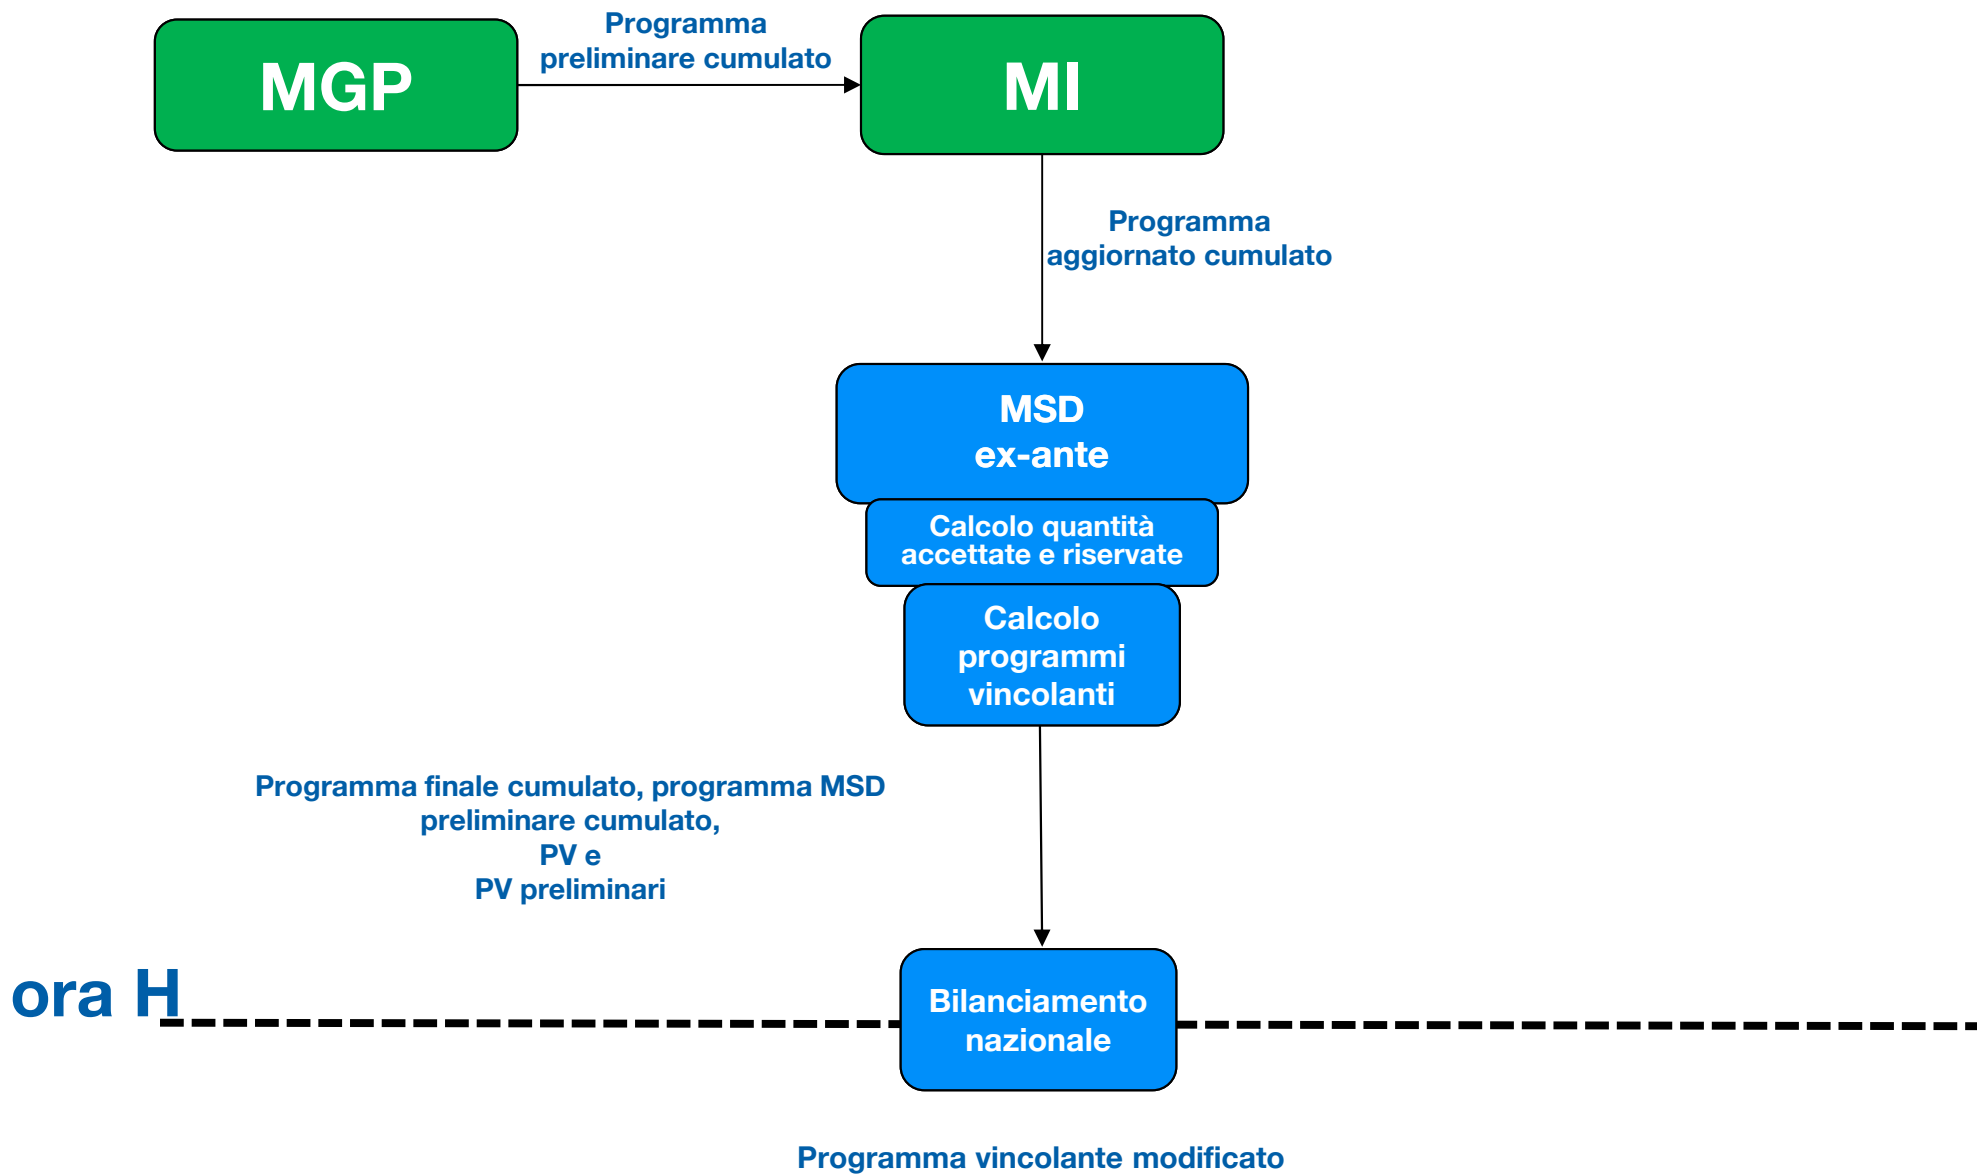 MGP
Programma
preliminare cumulato
MI
Programma
aggiornato cumulato
MSD
ex-ante
Calcolo quantità
accettate e riservate
Calcolo
programmi
vincolanti
Programma finale cumulato, programma MSD
preliminare cumulato,
PV e
PV preliminari
ora H
Bilanciamento
nazionale
Programma vincolante modificato